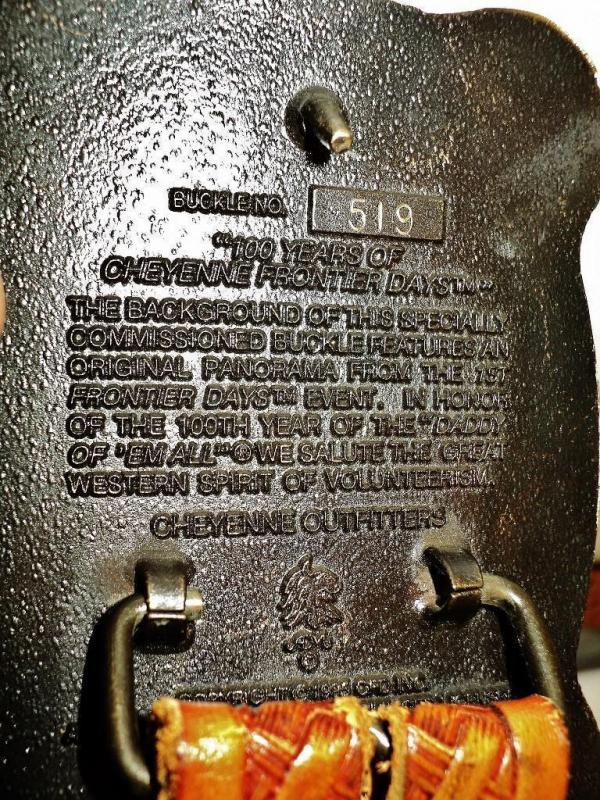 BUCKLE NO. 519
"100 YEARS OF
CHEYENNE FRONTIER DAYS™"
THE BACKGROUND OF THIS SPECIALLY
COMMISSIONED BUCKLE FEATURES AN
ORIGINAL PANORAMA FROM THE 1ST
FRONTIER DAYS™ EVENT. IN HONOR
OF THE 100TH YEAR OF THE "DADDY
OF 'EM ALL"® WE SALUTE THE GREAT
WESTERN SPIRIT OF VOLUNTEERISM.
CHEYENNE OUTFITTERS
COPYRIGHT ©